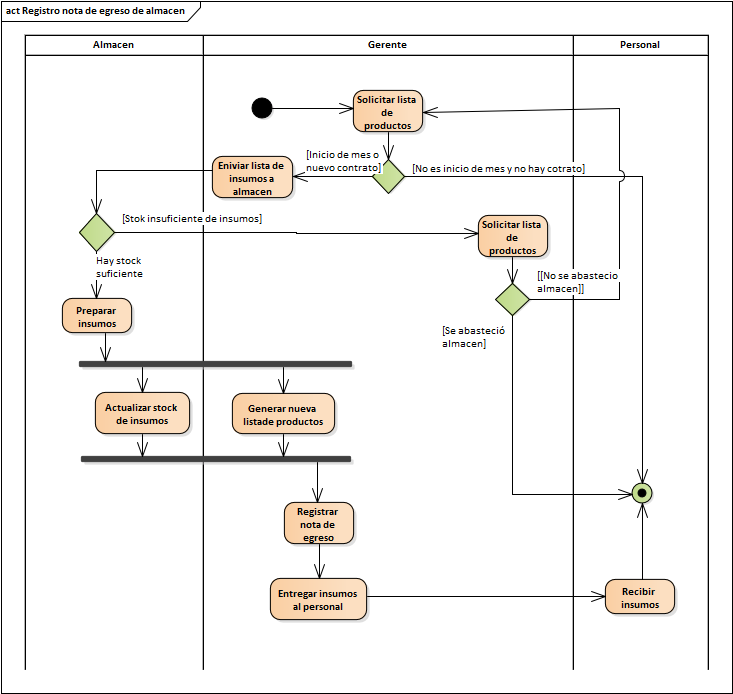 act Registro nota de egreso de almacen
Almacen
Gerente
Personal
Solicitar lista
de
productos
[Inicio de mes o
nuevo contrato]
[No es inicio de mes y no hay cotrato]
Eniviar lista de
insumos a
almacen
[Stok insuficiente de insumos]
Solicitar lista
de
productos
Hay stock
suficiente
[[No se abastecio
almacen]]
Preparar
insumos
[Se abasteció
almacen]
Actualizar stock
de insumos
Generar nueva
listade productos
Registrar
nota de
egreso
Entregar insumos
al personal
Recibir
insumos